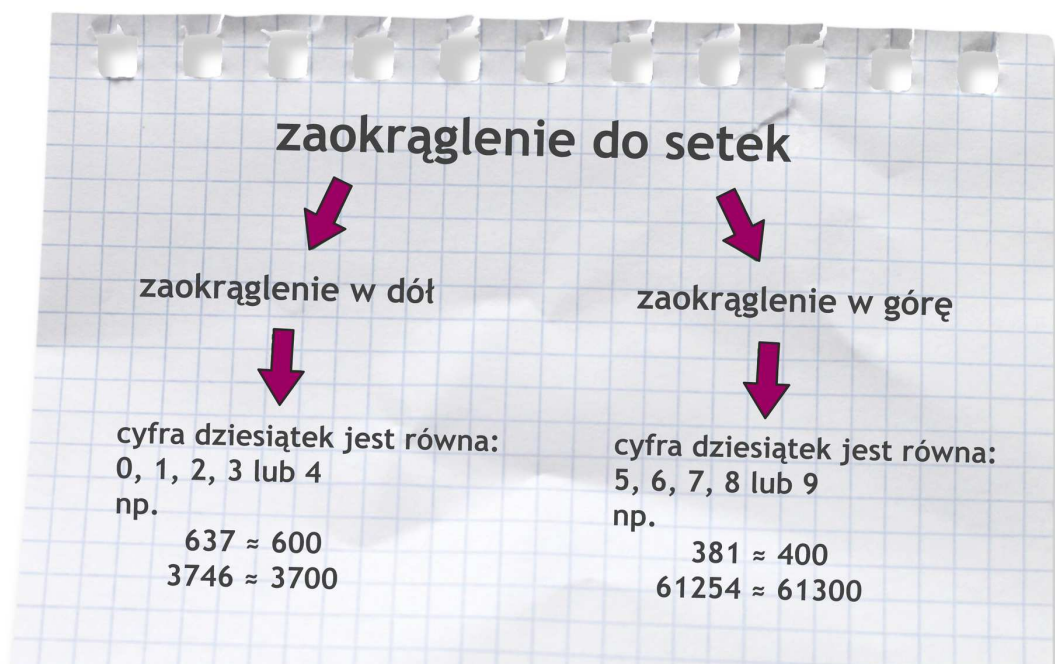 zaokrąglenie do setek
zaokrąglenie w dół
zaokrąglenie w górę
cyfra dziesiątek jest równa:
0, 1, 2, 3 lub 4
np.
637 ≈ 600
3746 ≈ 3700
cyfra dziesiątek jest równa:
5, 6, 7, 8 lub 9
np.
381 ≈ 400
61254 ≈ 61300